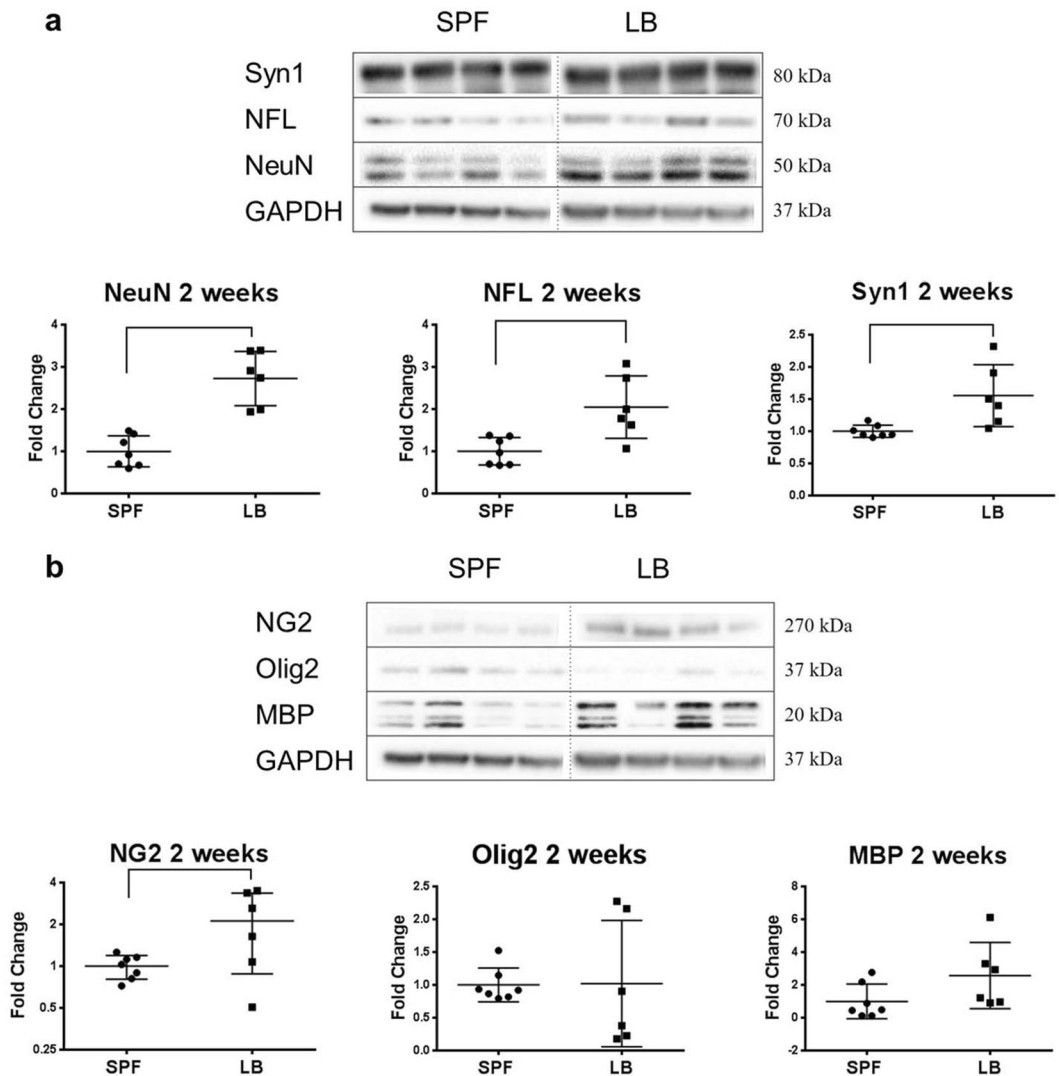 a
SPF LB
Syn1 80 kDa
NFL 70 kDa
NeuN 50 kDa
GAPDH 37 kDa
NeuN 2 weeks
4
3
2
1
0
Fold Change
SPF LB
NFL 2 weeks
4
3
2
1
0
Fold Change
SPF LB
Syn1 2 weeks
2.5
2.0
1.5
1.0
0.5
0.0
Fold Change
SPF LB
b
SPF LB
NG2 270 kDa
Olig2 37 kDa
MBP 20 kDa
GAPDH 37 kDa
NG2 2 weeks
4
2
1
0.5
0.25
Fold Change
SPF LB
Olig2 2 weeks
2.5
2.0
1.5
1.0
0.5
0.0
Fold Change
SPF LB
MBP 2 weeks
8
6
4
2
0
-2
Fold Change
SPF LB